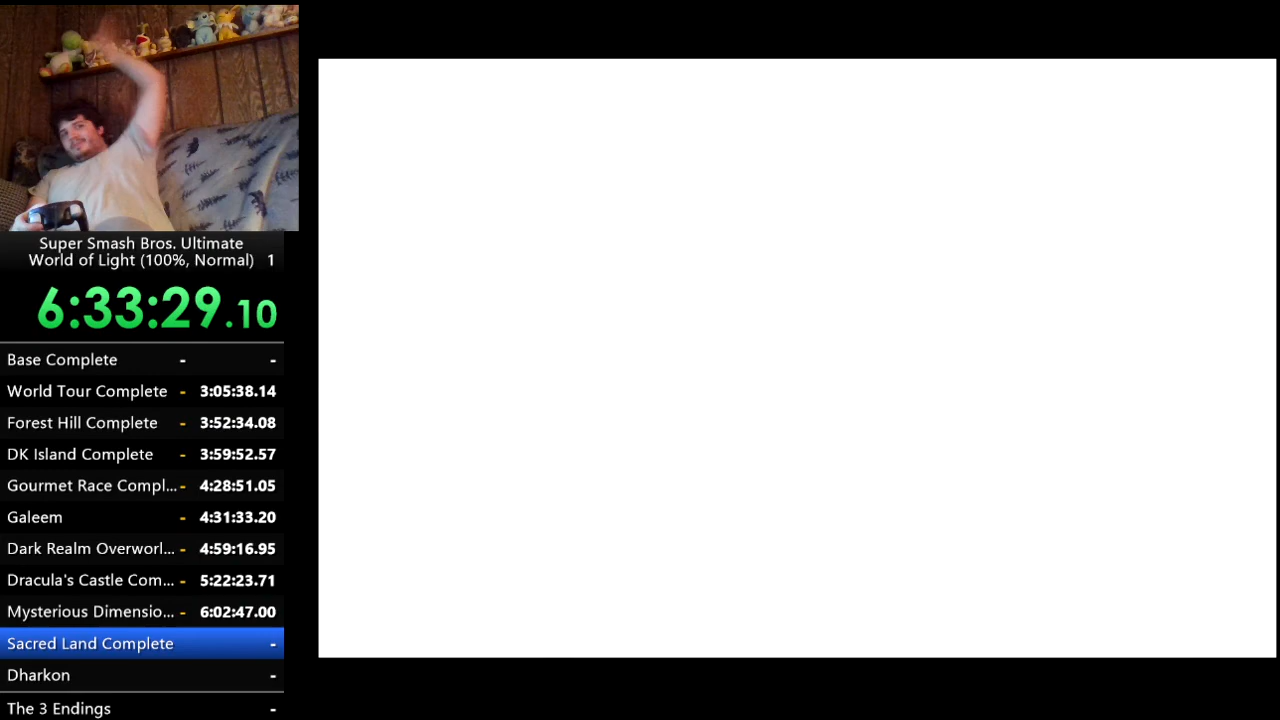 Super Smash Bros. Ultimate
World of Light (100%, Normal) 1
6:33:29.10
Base Complete - -
World Tour Complete - 3:05:38.14
Forest Hill Complete - 3:52:34.08
DK Island Complete - 3:59:52.57
Gourmet Race Compl... - 4:28:51.05
Galeem - 4:31:33.20
Dark Realm Overworl... - 4:59:16.95
Dracula's Castle Com... - 5:22:23.71
Mysterious Dimensio... - 6:02:47.00
Sacred Land Complete -
Dharkon -
The 3 Endings -